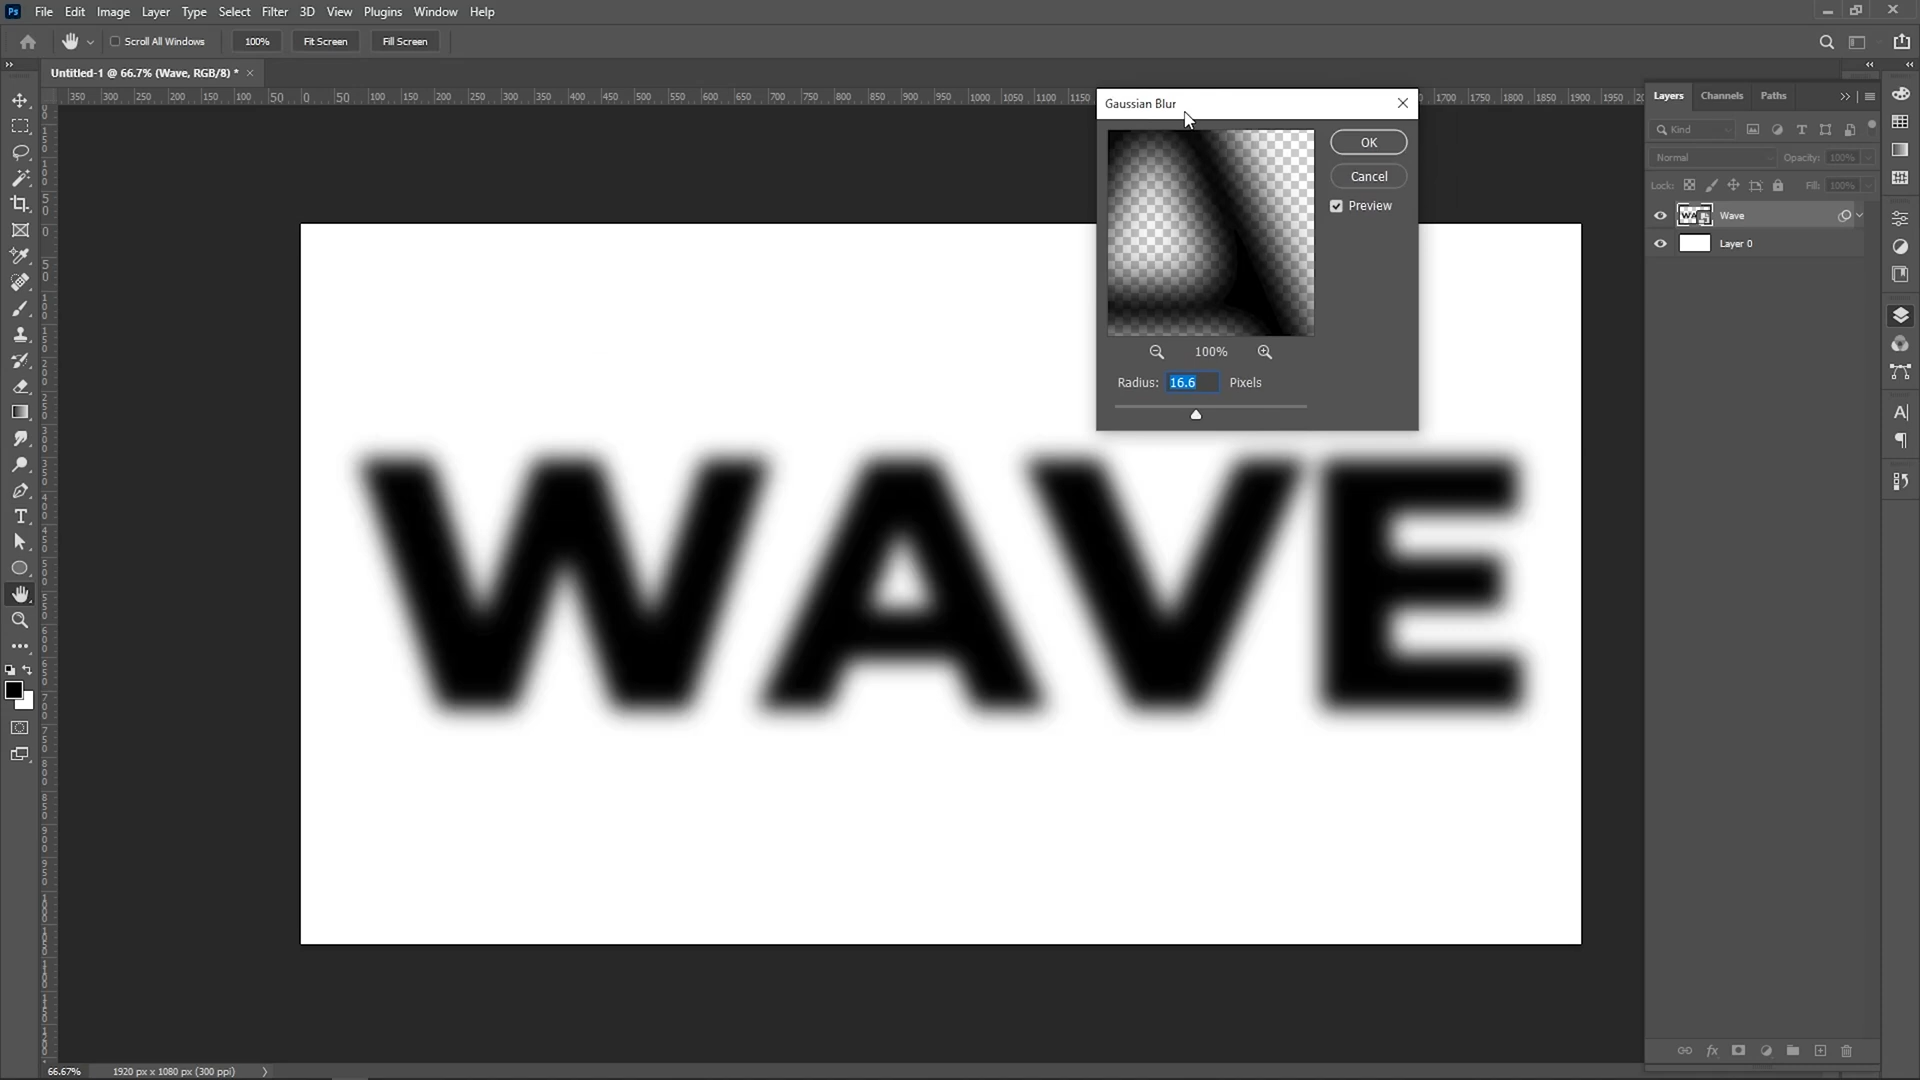 Ps File Edit Image Layer Type Select Filter 3D View Plugins Window Help
Scroll All Windows 100% Fit Screen Fill Screen
Untitled-1 @ 66.7% (Wave, RGB/8) * ×
Gaussian Blur
OK
Cancel
Preview
100%
Radius: 16.6 Pixels
Layers Channels Paths
Kind
Normal Opacity: 100%
Lock: Fill: 100%
Wave
Layer 0
WAVE
66.67% 1920 px x 1080 px (300 ppi)